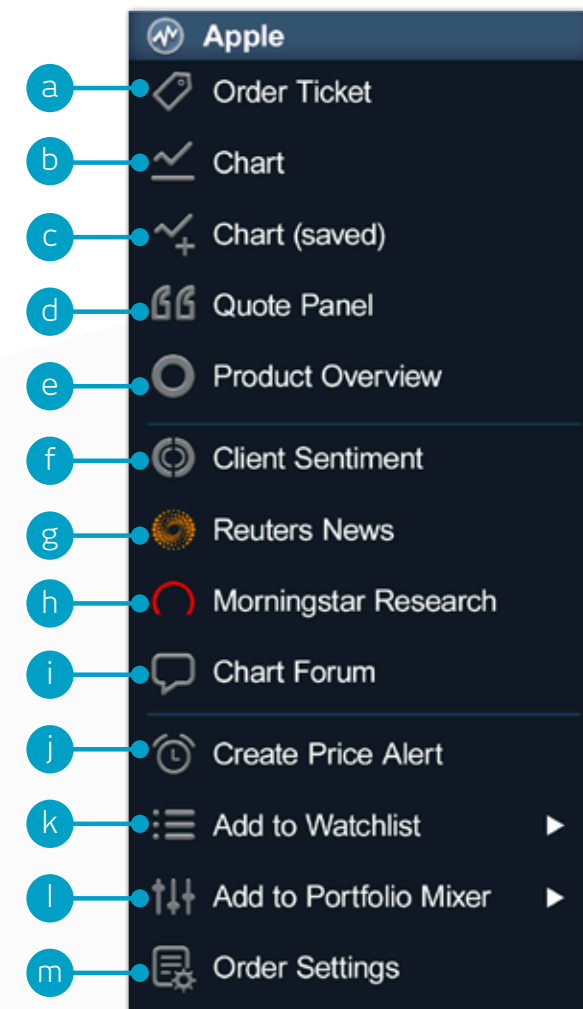 Apple
a Order Ticket
b Chart
c Chart (saved)
d Quote Panel
e Product Overview
f Client Sentiment
g Reuters News
h Morningstar Research
i Chart Forum
j Create Price Alert
k Add to Watchlist
l Add to Portfolio Mixer
m Order Settings